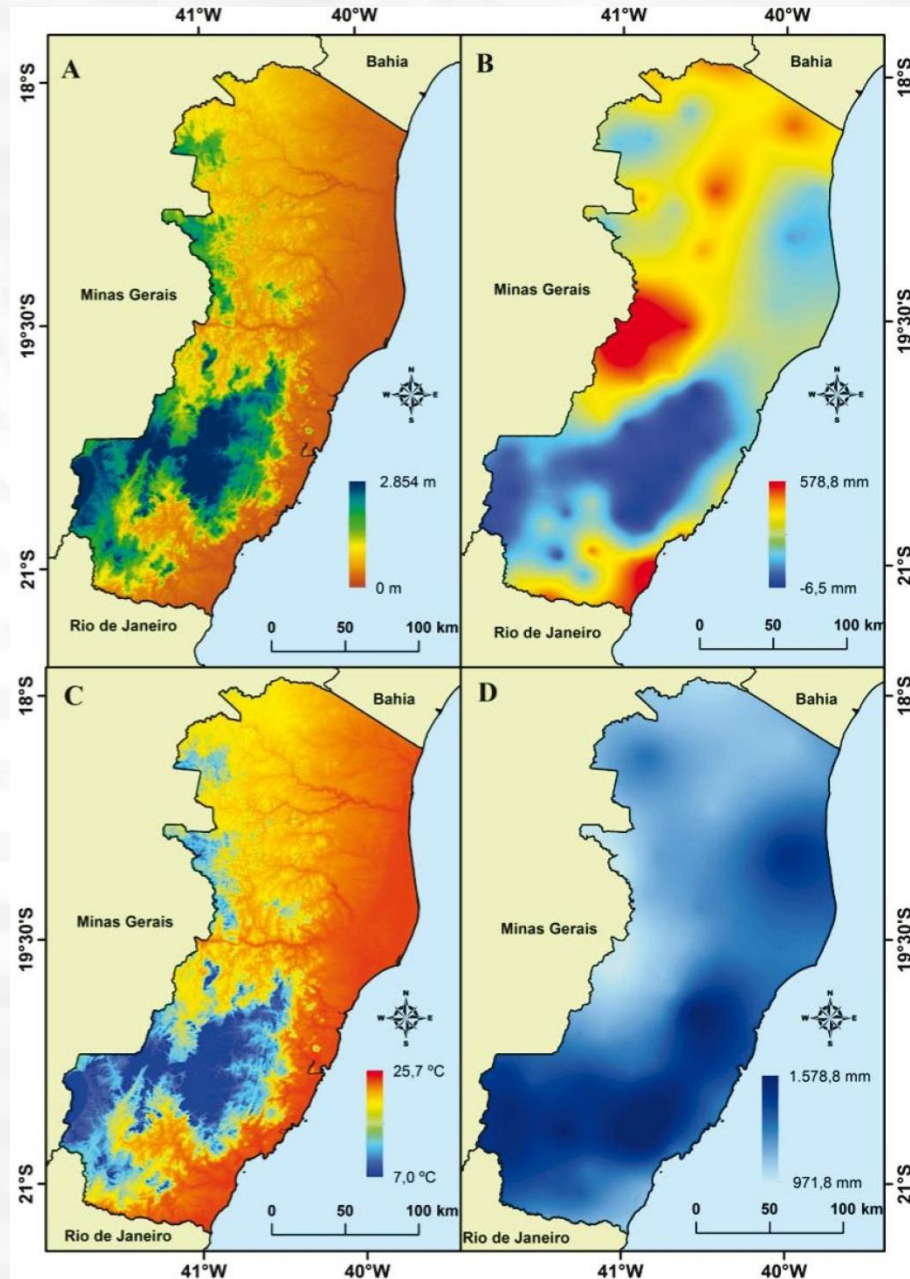 41°W 40°W 41°W 40°W
A
Bahia
18°S
Minas Gerais
19°30'S
N
W E
S
2.854 m
0 m
21°S
Rio de Janeiro
0 50 100 km
B
Bahia
18°S
Minas Gerais
19°30'S
N
W E
S
578,8 mm
-6,5 mm
21°S
Rio de Janeiro
0 50 100 km
C
Bahia
18°S
Minas Gerais
19°30'S
N
W E
S
25,7 ºC
7,0 ºC
21°S
Rio de Janeiro
0 50 100 km
D
Bahia
18°S
Minas Gerais
19°30'S
N
W E
S
1.578,8 mm
971,8 mm
21°S
Rio de Janeiro
0 50 100 km
41°W 40°W 41°W 40°W